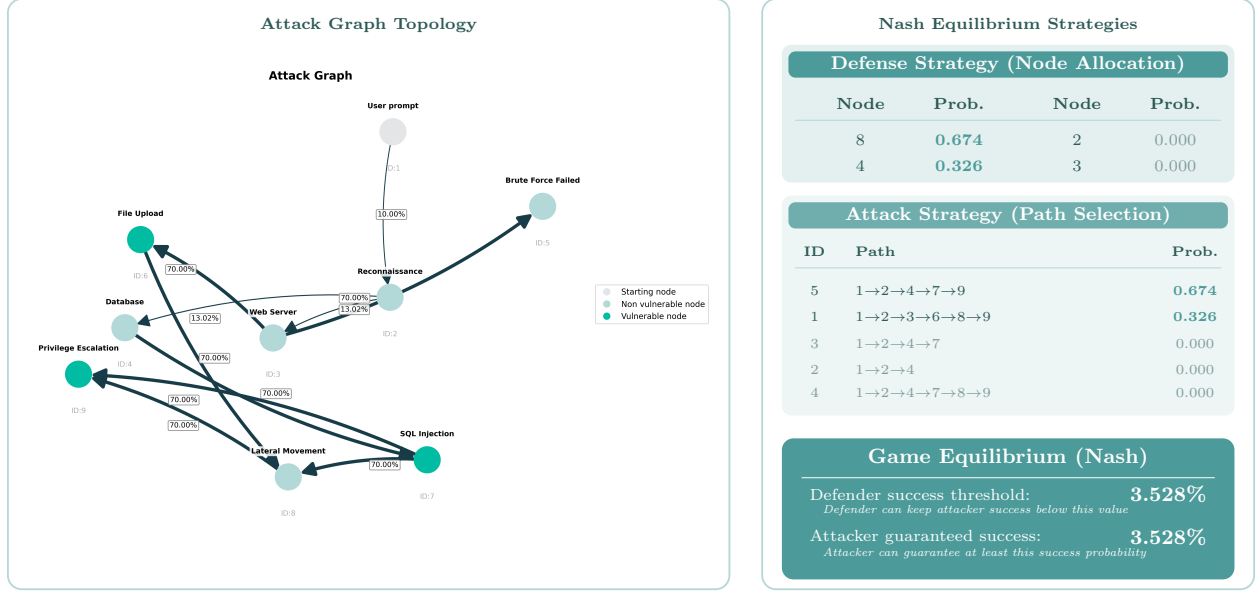 Attack Graph Topology
Attack Graph
User prompt
ID:1
Brute Force Failed
10.00%
ID:5
File Upload
70.00%
ID:6
Reconnaissance
70.00%
13.02%
ID:2
Database
13.02%
Web Server
ID:4
ID:3
Starting node
Non vulnerable node
Vulnerable node
Privilege Escalation
70.00%
70.00%
70.00%
70.00%
ID:9
SQL Injection
Lateral Movement
70.00%
ID:7
ID:8
Nash Equilibrium Strategies
Defense Strategy (Node Allocation)
Node Prob. Node Prob.
8 0.674 2 0.000
4 0.326 3 0.000
Attack Strategy (Path Selection)
ID Path Prob.
5 1→2→4→7→9 0.674
1 1→2→3→6→8→9 0.326
3 1→2→4→7 0.000
2 1→2→4 0.000
4 1→2→4→7→8→9 0.000
Game Equilibrium (Nash)
Defender success threshold: 3.528%
Defender can keep attacker success below this value
Attacker guaranteed success: 3.528%
Attacker can guarantee at least this success probability